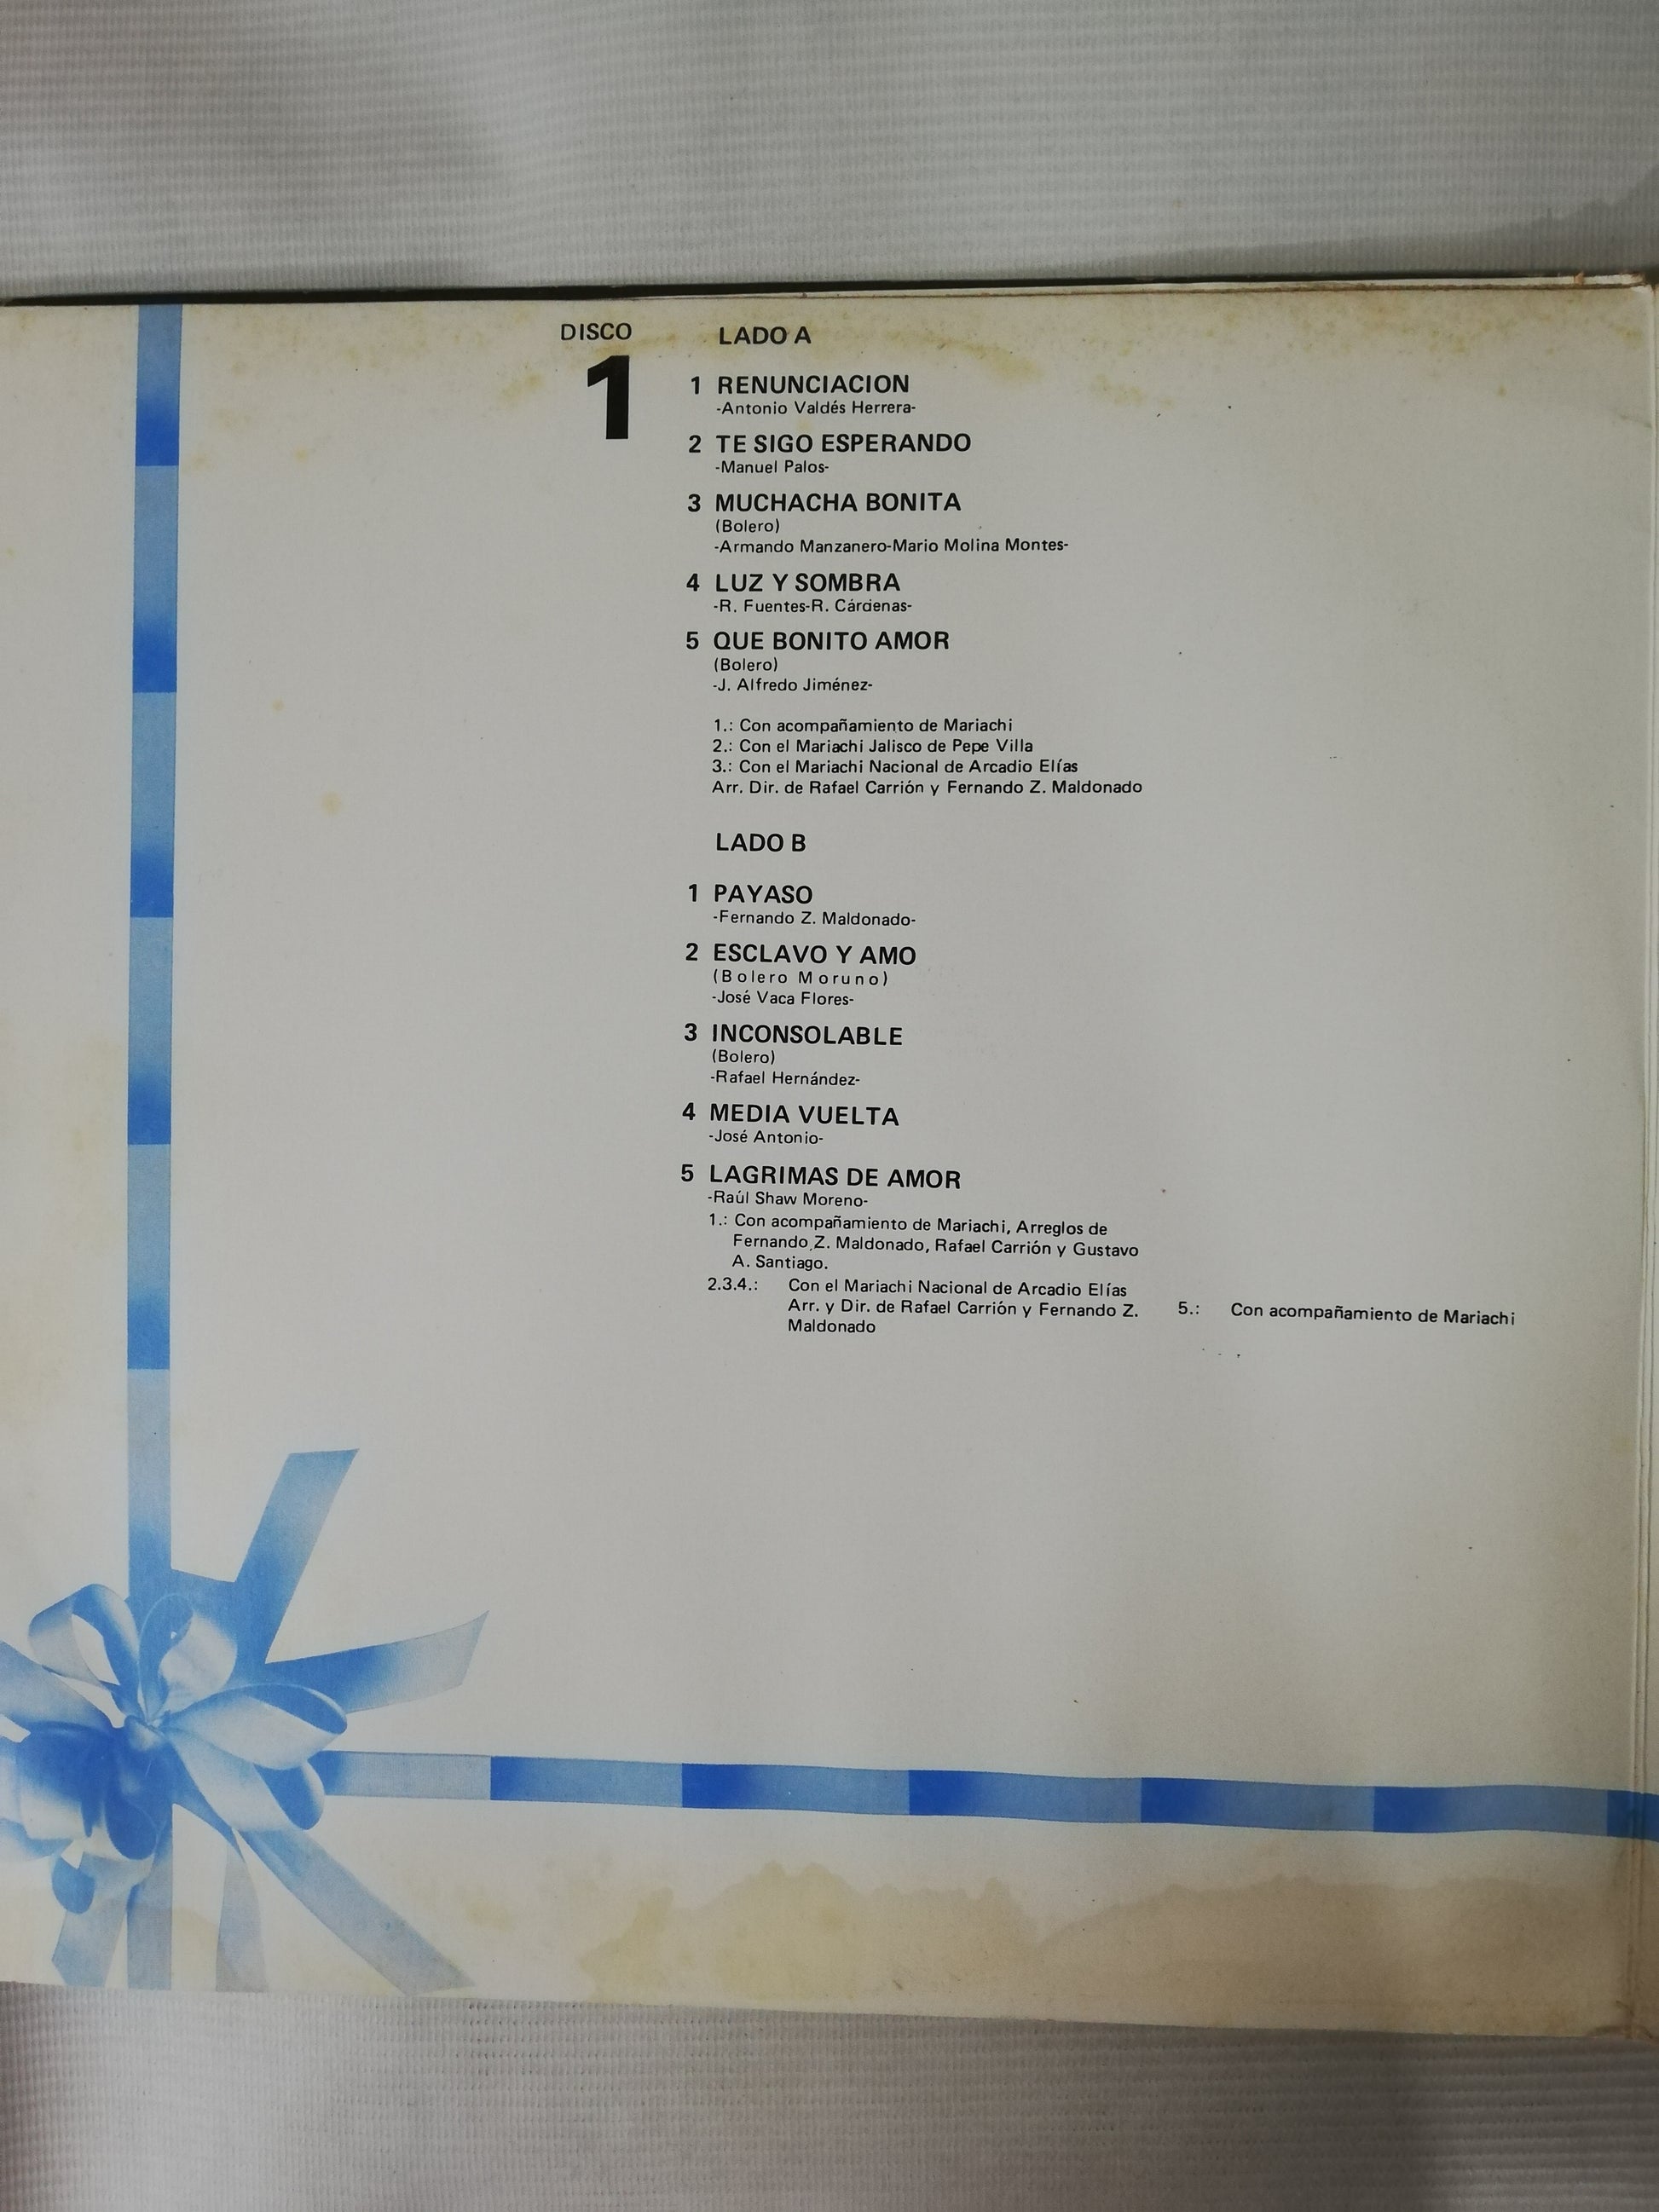 DISCO
1
LADO A
1 RENUNCIACION
-Antonio Valdés Herrera-
2 TE SIGO ESPERANDO
-Manuel Palos-
3 MUCHACHA BONITA
(Bolero)
-Armando Manzanero-Mario Molina Montes-
4 LUZ Y SOMBRA
-R. Fuentes-R. Cárdenas-
5 QUE BONITO AMOR
(Bolero)
-J. Alfredo Jiménez-
1.: Con acompañamiento de Mariachi
2.: Con el Mariachi Jalisco de Pepe Villa
3.: Con el Mariachi Nacional de Arcadio Elías
Arr. Dir. de Rafael Carrión y Fernando Z. Maldonado
LADO B
1 PAYASO
-Fernando Z. Maldonado-
2 ESCLAVO Y AMO
(Bolero Moruno)
-José Vaca Flores-
3 INCONSOLABLE
(Bolero)
-Rafael Hernández-
4 MEDIA VUELTA
-José Antonio-
5 LAGRIMAS DE AMOR
-Raúl Shaw Moreno-
1.: Con acompañamiento de Mariachi, Arreglos de
Fernando Z. Maldonado, Rafael Carrión y Gustavo
A. Santiago.
2.3.4.: Con el Mariachi Nacional de Arcadio Elías
Arr. y Dir. de Rafael Carrión y Fernando Z.
Maldonado
5.: Con acompañamiento de Mariachi